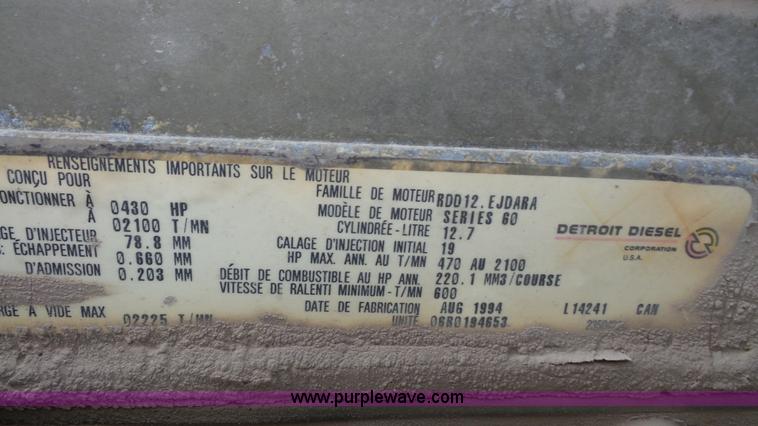 RENSEIGNEMENTS IMPORTANTS SUR LE MOTEUR
CONÇU POUR
FONCTIONNER À 0430 HP
À 02100 T/MN
AGE D'INJECTEUR 78.8 MM
S: ÉCHAPPEMENT 0.660 MM
D'ADMISSION 0.203 MM
RGE À VIDE MAX 02225 T/MN
FAMILLE DE MOTEUR RDD12.EJDARA
MODÈLE DE MOTEUR SERIES 60
CYLINDRÉE-LITRE 12.7
CALAGE D'INJECTION INITIAL 19
HP MAX. ANN. AU T/MN 470 AU 2100
DÉBIT DE COMBUSTIBLE AU HP ANN. 220.1 MM3/COURSE
VITESSE DE RALENTI MINIMUM-T/MN 600
DATE DE FABRICATION AUG 1994
UNITÉ 06R0194653
DETROIT DIESEL
CORPORATION
U.S.A.
L14241 CAN
www.purplewave.com